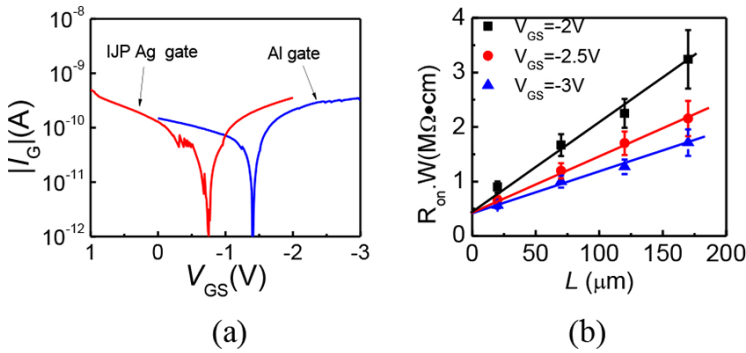 IJP Ag gate
Al gate
10⁻⁸
10⁻⁹
10⁻¹⁰
10⁻¹¹
10⁻¹²
|I_G|(A)
1 0 -1 -2 -3
V_GS(V)
(a)
V_GS=-2V
V_GS=-2.5V
V_GS=-3V
4
3
2
1
0
R_on.W(MΩ•cm)
0 50 100 150 200
L (μm)
(b)